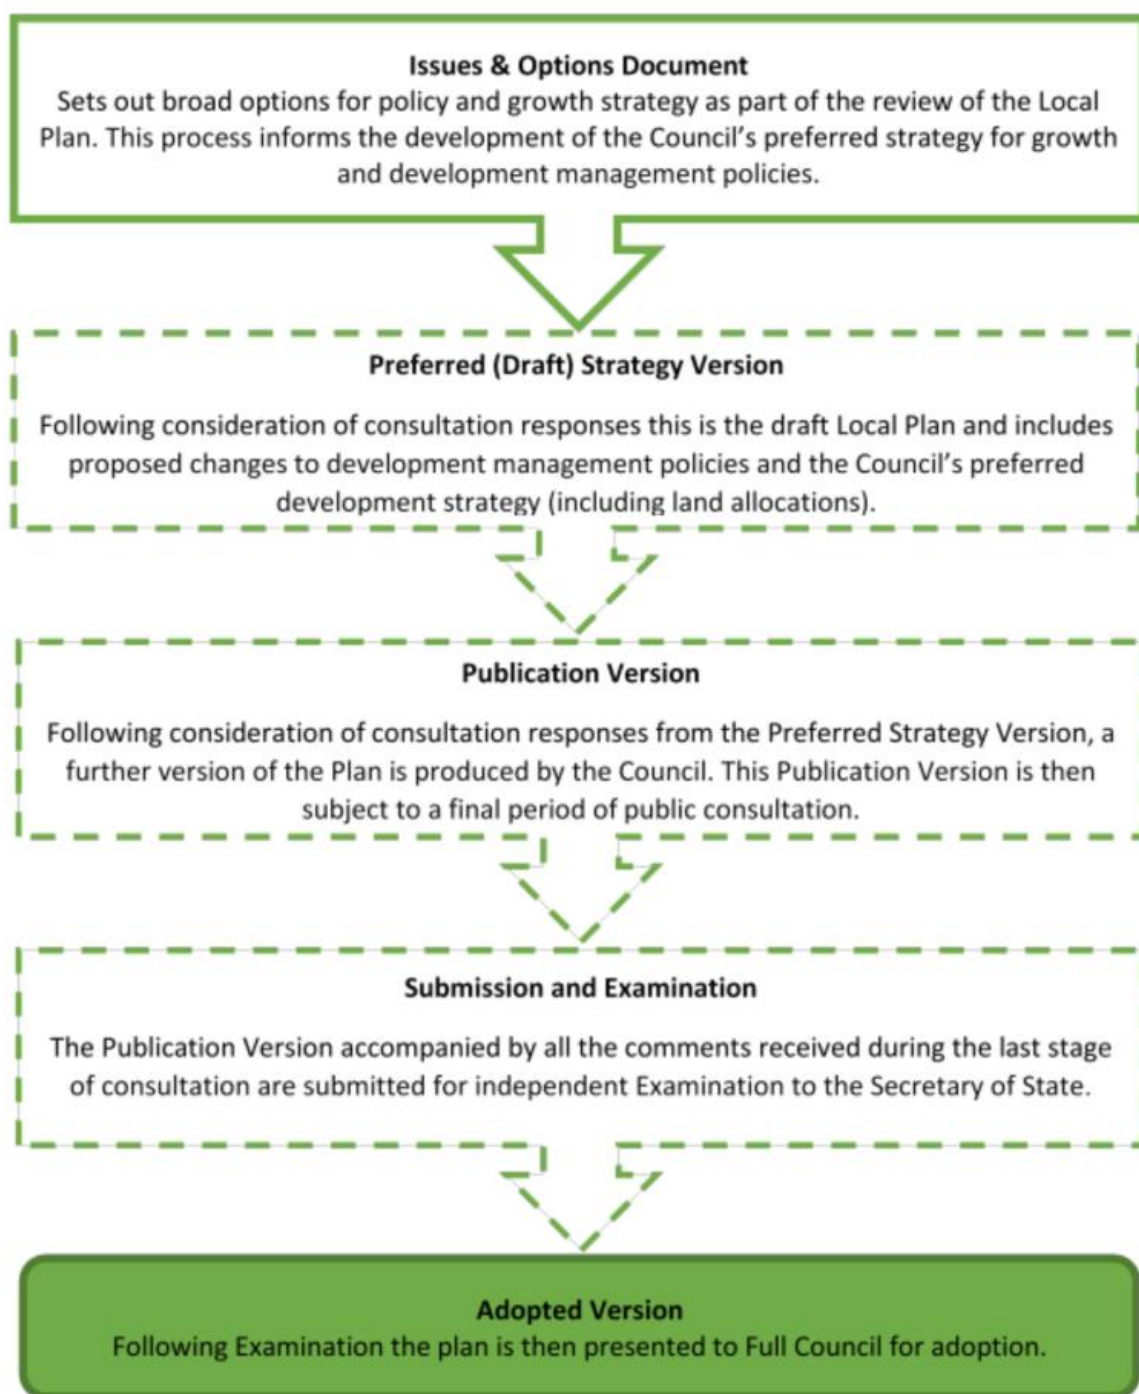 Issues & Options Document
Sets out broad options for policy and growth strategy as part of the review of the Local
Plan. This process informs the development of the Council's preferred strategy for growth
and development management policies.
Preferred (Draft) Strategy Version
Following consideration of consultation responses this is the draft Local Plan and includes
proposed changes to development management policies and the Council's preferred
development strategy (including land allocations).
Publication Version
Following consideration of consultation responses from the Preferred Strategy Version, a
further version of the Plan is produced by the Council. This Publication Version is then
subject to a final period of public consultation.
Submission and Examination
The Publication Version accompanied by all the comments received during the last stage
of consultation are submitted for independent Examination to the Secretary of State.
Adopted Version
Following Examination the plan is then presented to Full Council for adoption.